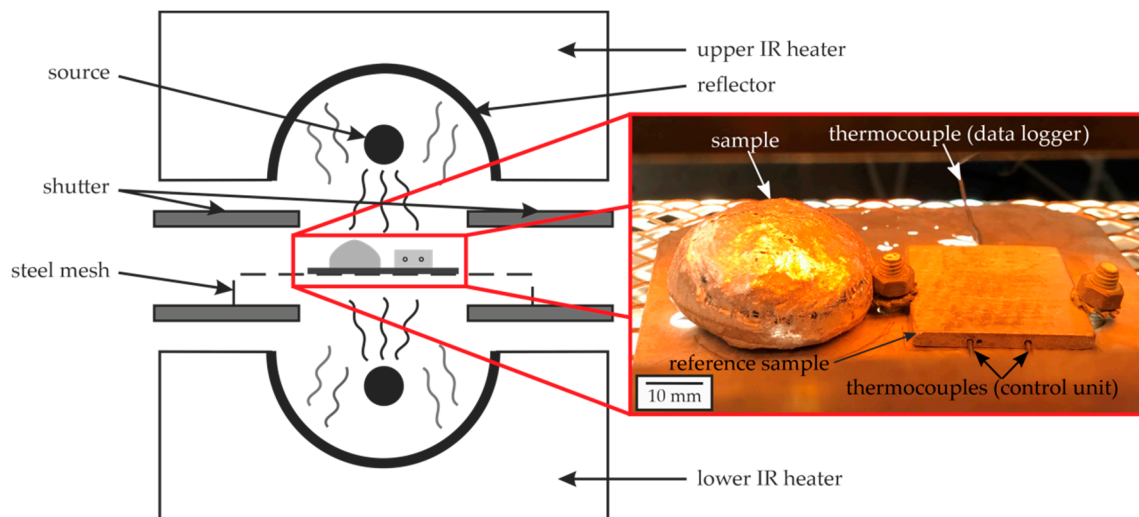 upper IR heater
source
reflector
thermocouple (data logger)
sample
shutter
steel mesh
reference sample
thermocouples (control unit)
10 mm
lower IR heater